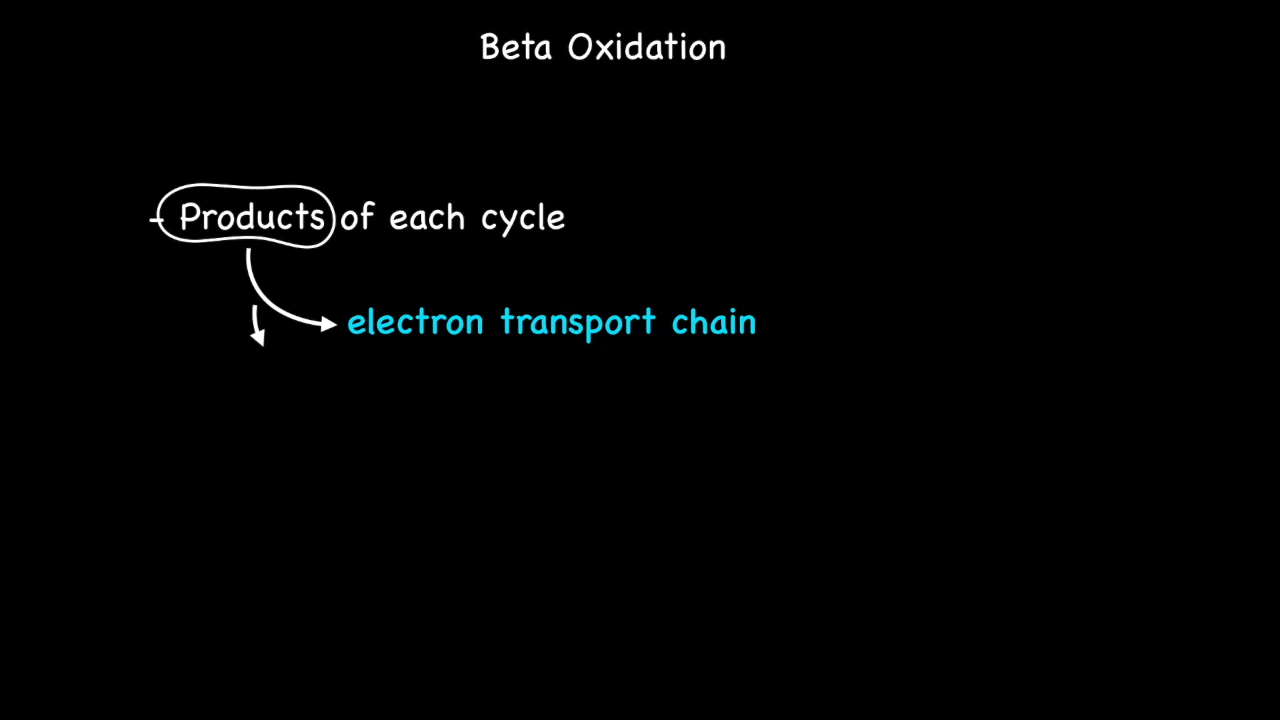 Beta Oxidation
- Products of each cycle
electron transport chain